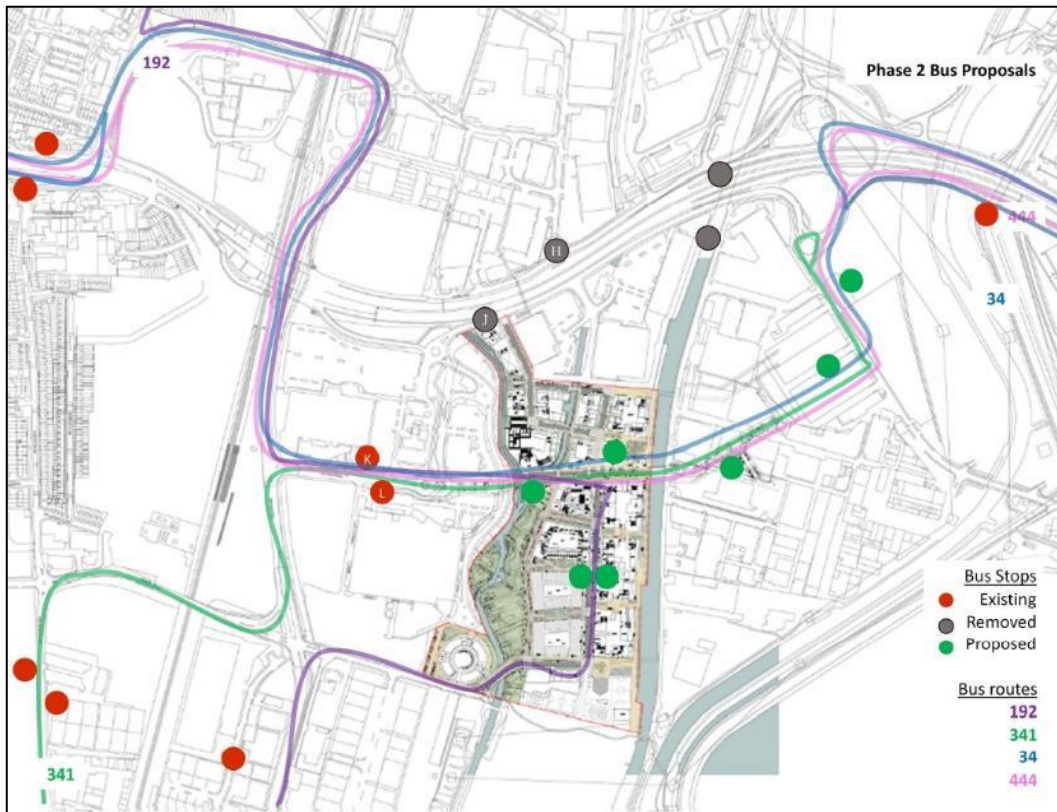 192
Phase 2 Bus Proposals
444
H
34
J
K
L
Bus Stops
Existing
Removed
Proposed
Bus routes
192
341
34
444
341